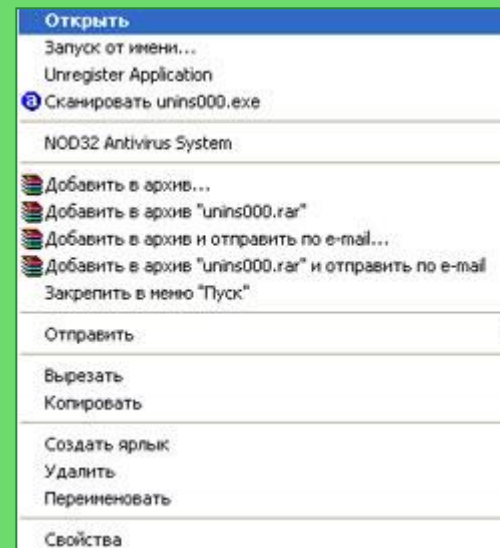 Открыть
Запуск от имени...
Unregister Application
Сканировать unins000.exe
NOD32 Antivirus System
Добавить в архив...
Добавить в архив "unins000.rar"
Добавить в архив и отправить по e-mail...
Добавить в архив "unins000.rar" и отправить по e-mail
Закрепить в меню "Пуск"
Отправить
Вырезать
Копировать
Создать ярлык
Удалить
Переименовать
Свойства